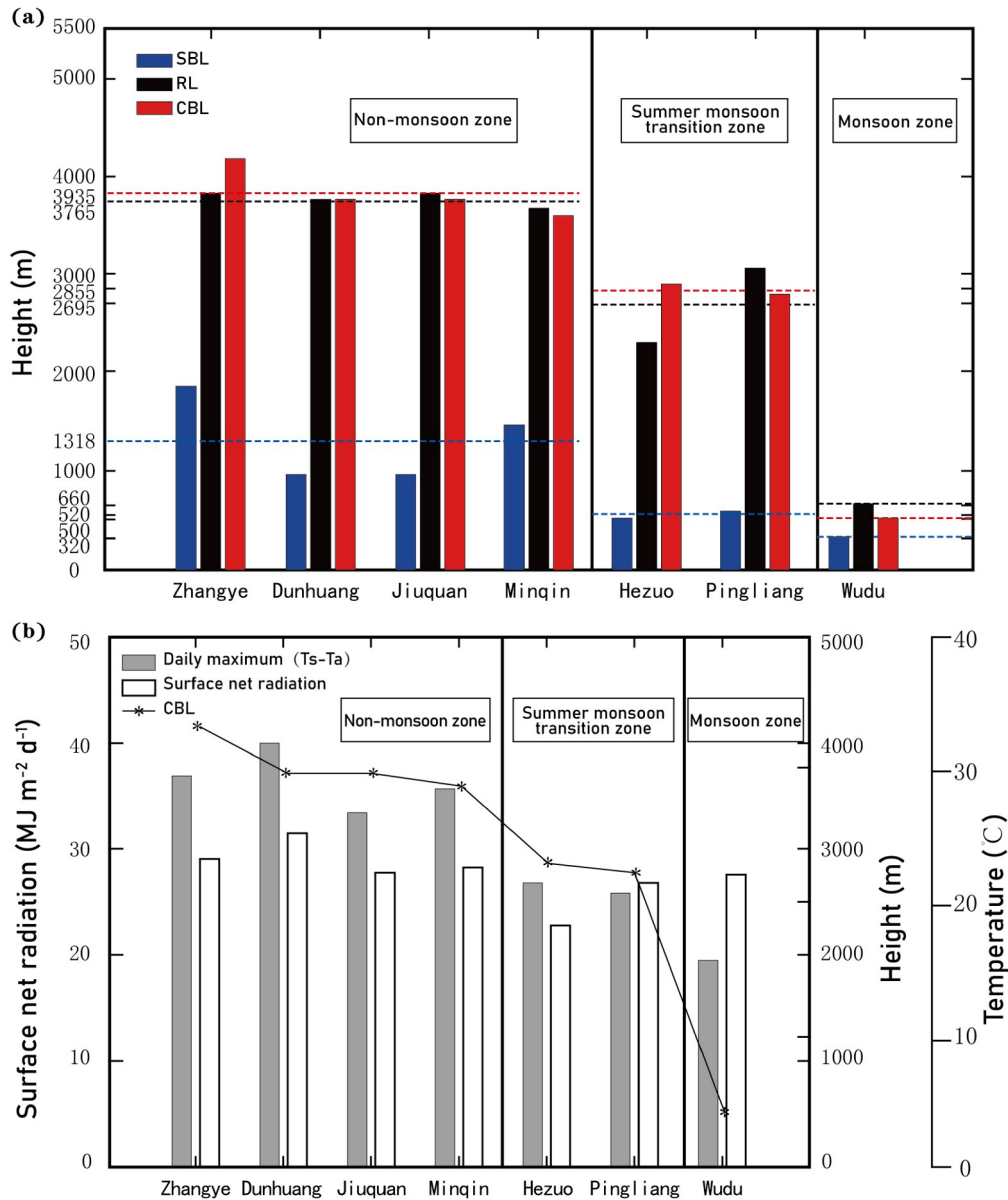 (a)
5500
5000
4000
3935
3765
3000
2855
2695
2000
1318
1000
660
520
500
320
0
Height (m)
SBL
RL
CBL
Non-monsoon zone
Summer monsoon
transition zone
Monsoon zone
Zhangye Dunhuang Jiuquan Minqin Hezuo Pingliang Wudu
(b)
50
40
30
20
10
0
Surface net radiation (MJ m⁻² d⁻¹)
Daily maximum (Ts-Ta)
Surface net radiation
CBL
Non-monsoon zone
Summer monsoon
transition zone
Monsoon zone
5000
4000
3000
2000
1000
0
Height (m)
40
30
20
10
0
Temperature (℃)
Zhangye Dunhuang Jiuquan Minqin Hezuo Pingliang Wudu